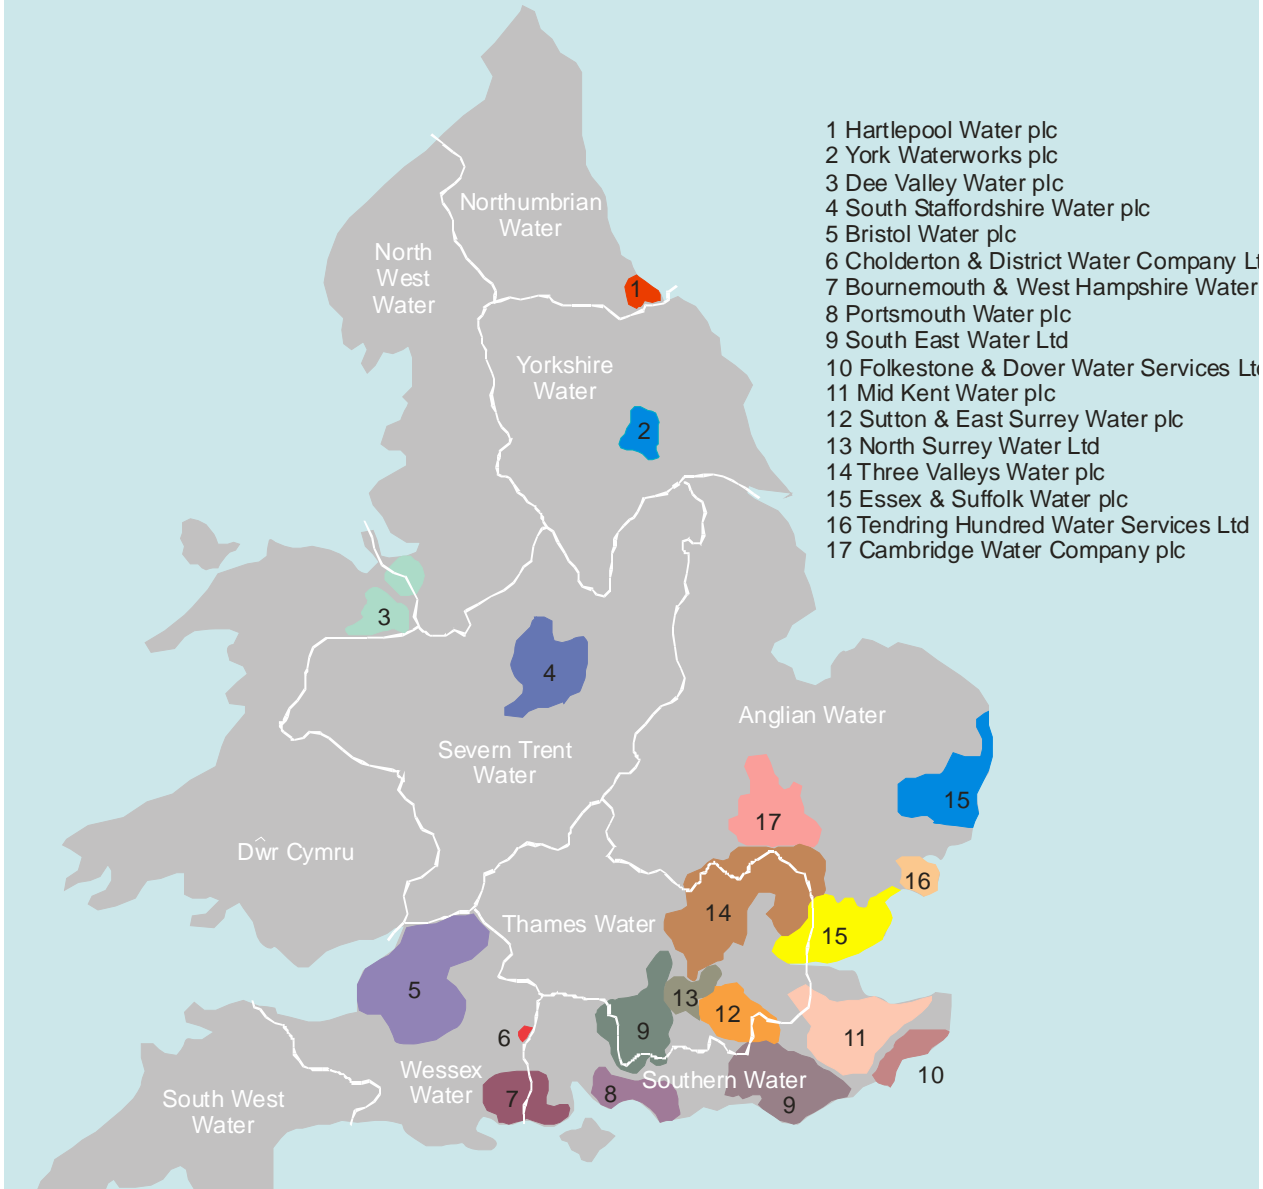 1 Hartlepool Water plc
2 York Waterworks plc
3 Dee Valley Water plc
4 South Staffordshire Water plc
5 Bristol Water plc
6 Cholderton & District Water Company Lt
7 Bournemouth & West Hampshire Water
8 Portsmouth Water plc
9 South East Water Ltd
10 Folkestone & Dover Water Services Ltd
11 Mid Kent Water plc
12 Sutton & East Surrey Water plc
13 North Surrey Water Ltd
14 Three Valleys Water plc
15 Essex & Suffolk Water plc
16 Tendring Hundred Water Services Ltd
17 Cambridge Water Company plc
Northumbrian
Water
North
West
Water
1
Yorkshire
Water
2
3
4
Anglian Water
Severn Trent
Water
15
17
Dŵr Cymru
16
14
Thames Water
15
5
13
12
9
6
11
Wessex
Water
Southern Water
10
7
8
9
South West
Water